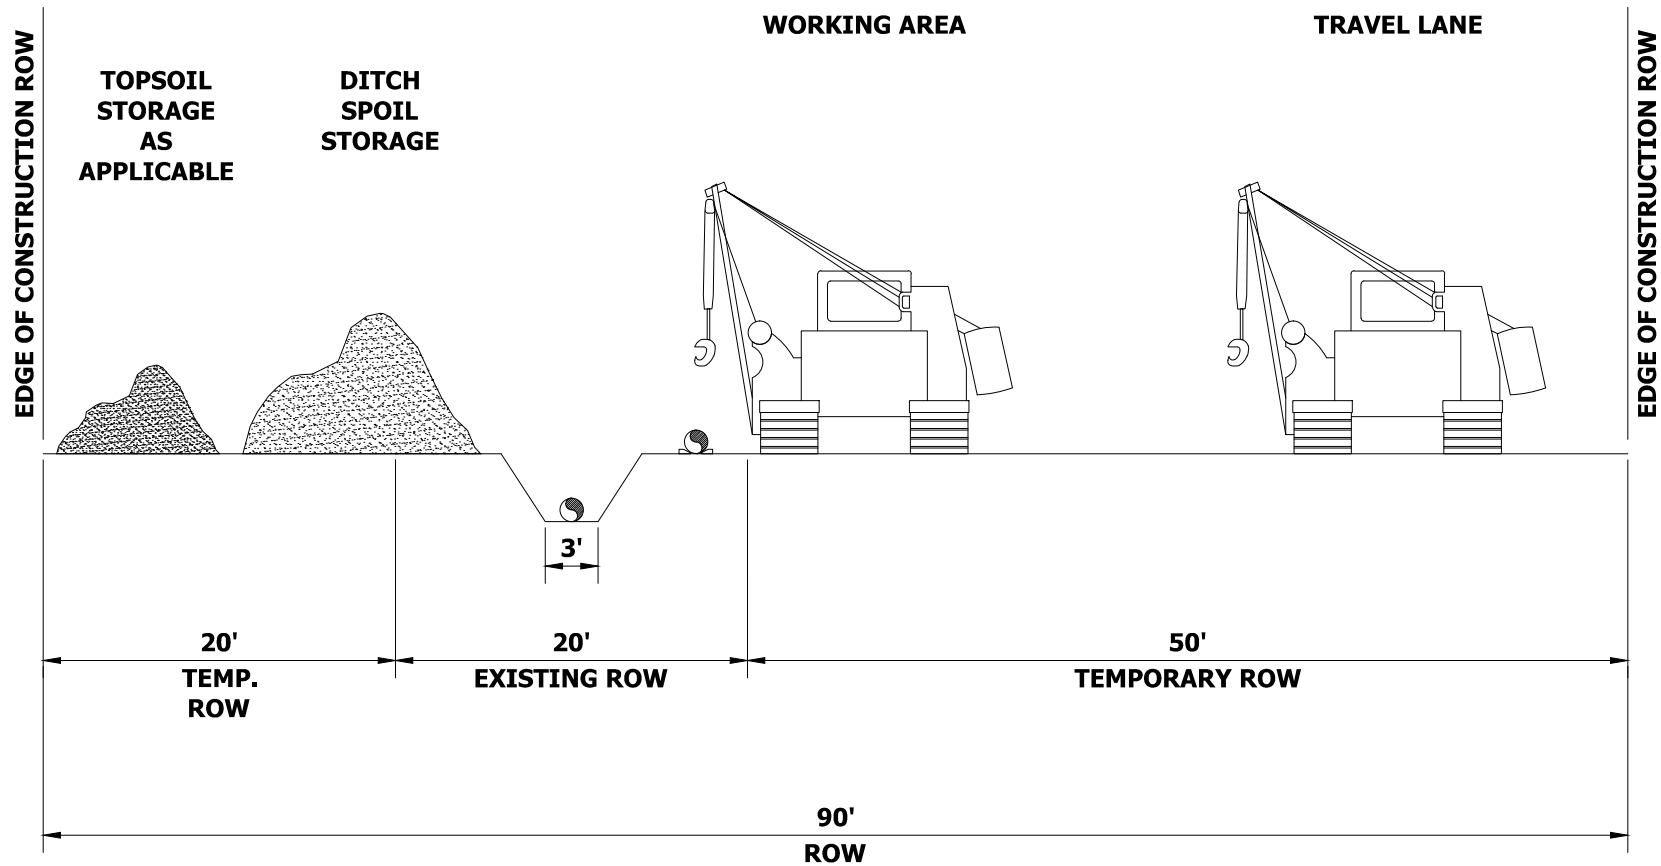 WORKING AREA
TRAVEL LANE
EDGE OF CONSTRUCTION ROW
TOPSOIL
STORAGE
AS
APPLICABLE
DITCH
SPOIL
STORAGE
EDGE OF CONSTRUCTION ROW
3'
20'
TEMP.
ROW
20'
EXISTING ROW
50'
TEMPORARY ROW
90'
ROW